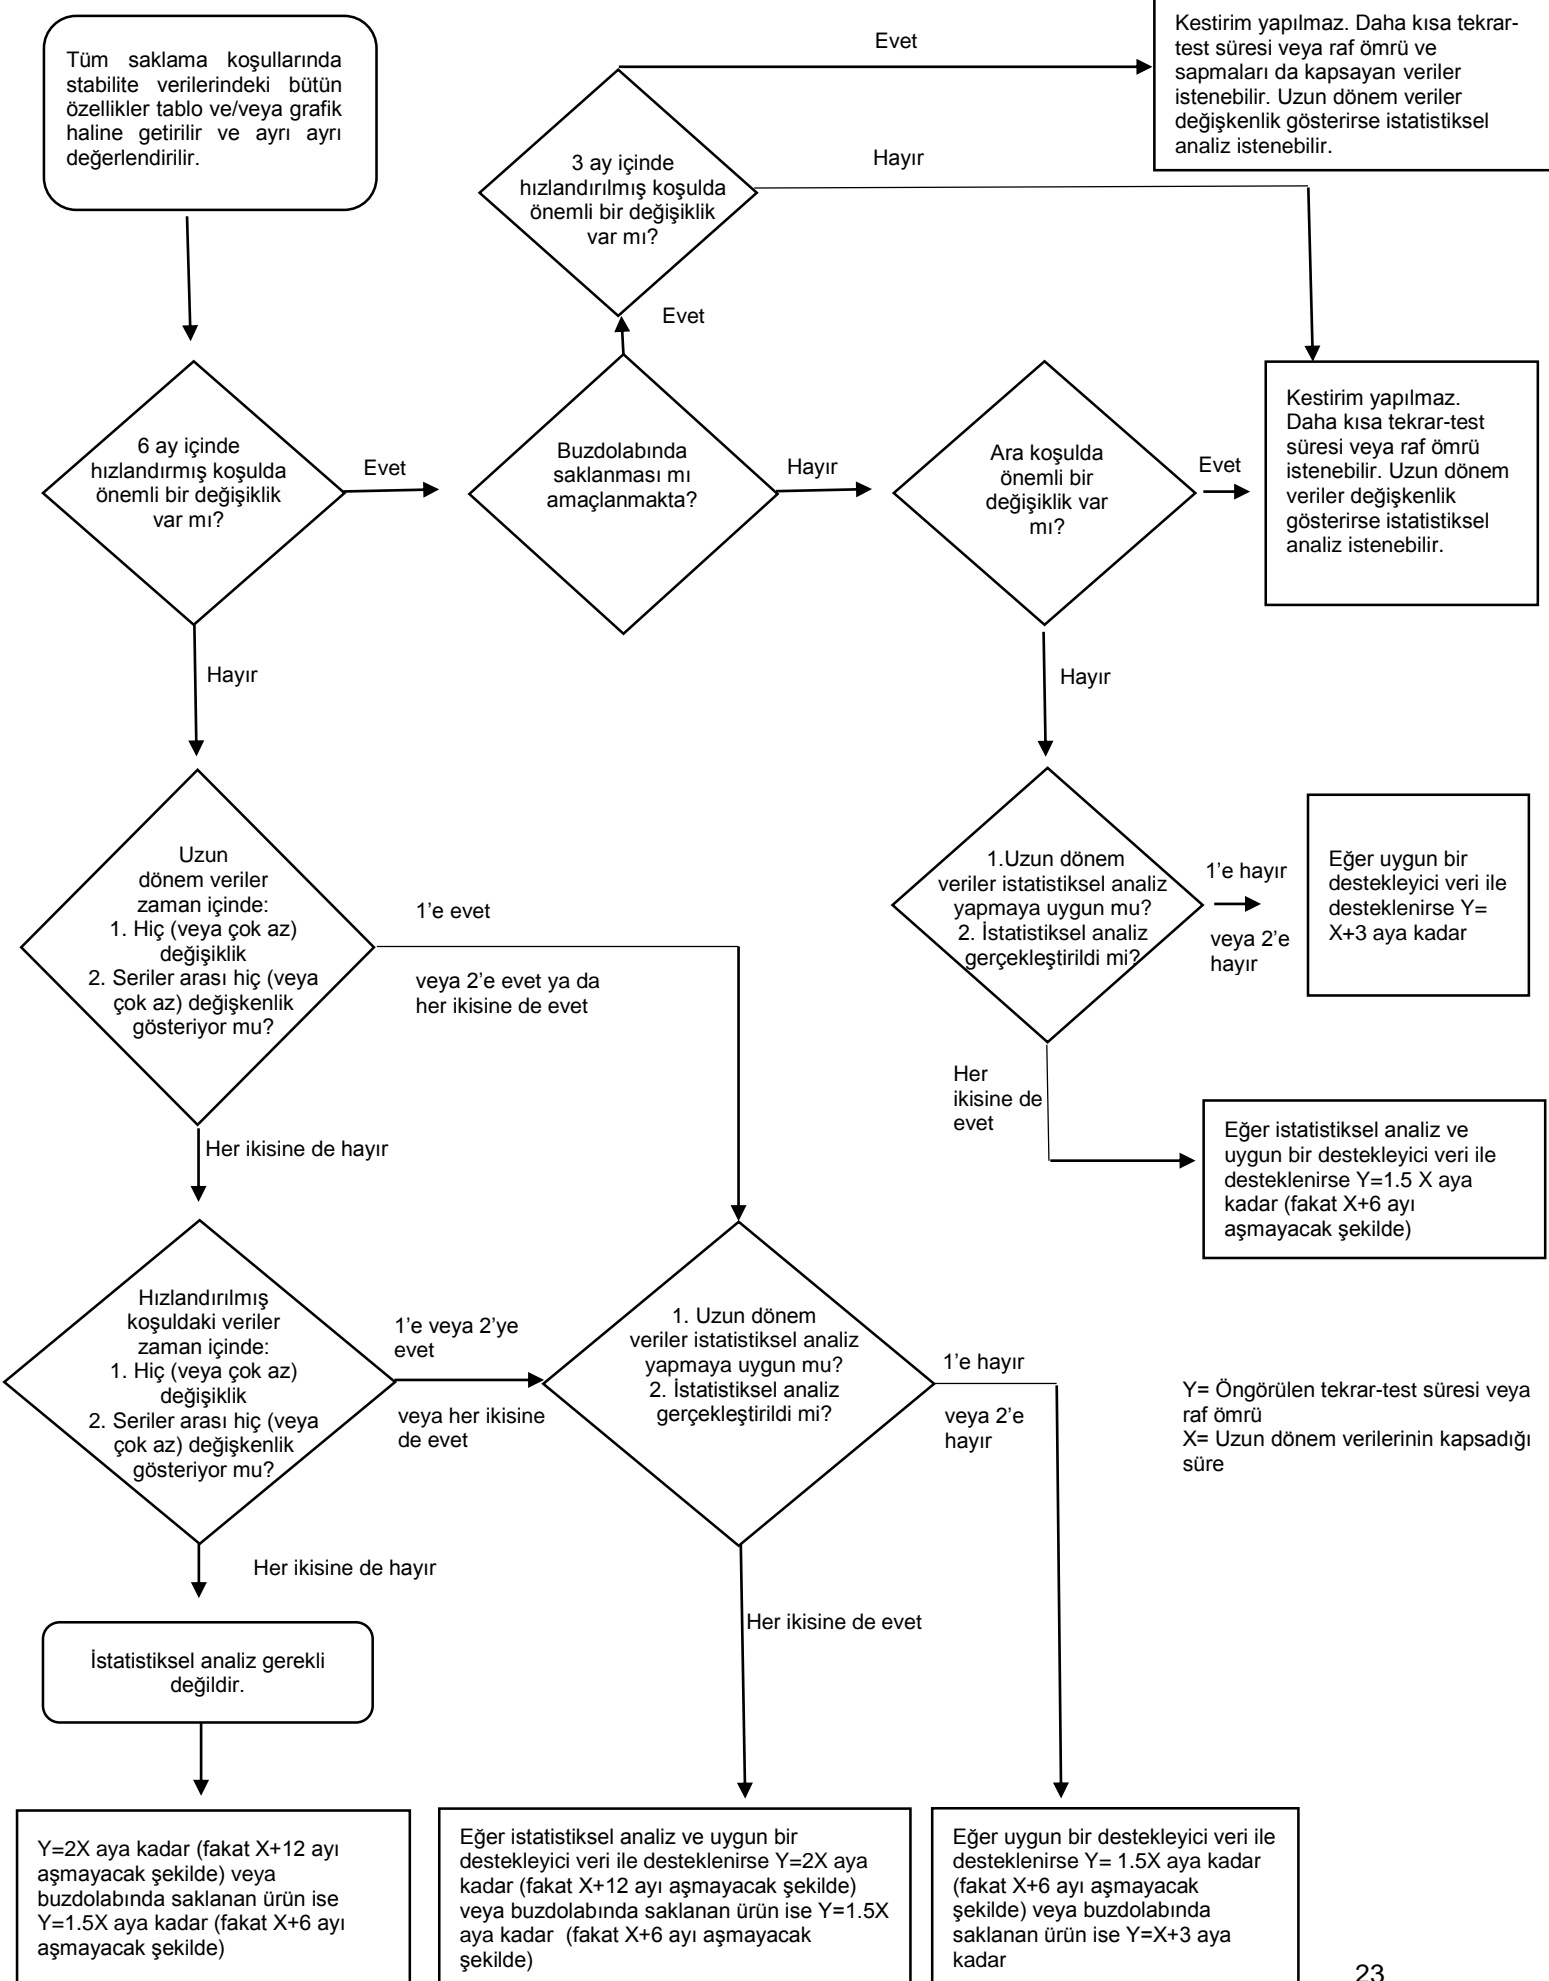 Tüm saklama koşullarında
stabilite verilerindeki bütün
özellikler tablo ve/veya grafik
haline getirilir ve ayrı ayrı
değerlendirilir.
Evet
Kestirim yapılmaz. Daha kısa tekrar-
test süresi veya raf ömrü ve
sapmaları da kapsayan veriler
istenebilir. Uzun dönem veriler
değişkenlik gösterirse istatistiksel
analiz istenebilir.
3 ay içinde
hızlandırılmış koşulda
önemli bir değişiklik
var mı?
Hayır
Evet
6 ay içinde
hızlandırmış koşulda
önemli bir değişiklik
var mı?
Evet
Buzdolabında
saklanması mı
amaçlanmakta?
Hayır
Ara koşulda
önemli bir
değişiklik var
mı?
Evet
Kestirim yapılmaz.
Daha kısa tekrar-test
süresi veya raf ömrü
istenebilir. Uzun dönem
veriler değişkenlik
gösterirse istatistiksel
analiz istenebilir.
Hayır
Hayır
Uzun
dönem veriler
zaman içinde:
1. Hiç (veya çok az)
değişiklik
2. Seriler arası hiç (veya
çok az) değişkenlik
gösteriyor mu?
1’e evet
veya 2’e evet ya da
her ikisine de evet
1.Uzun dönem
veriler istatistiksel analiz
yapmaya uygun mu?
2. İstatistiksel analiz
gerçekleştirildi mi?
1’e hayır
veya 2’e
hayır
Eğer uygun bir
destekleyici veri ile
desteklenirse Y=
X+3 aya kadar
Her
ikisine de
evet
Her ikisine de hayır
Eğer istatistiksel analiz ve
uygun bir destekleyici veri ile
desteklenirse Y=1.5 X aya
kadar (fakat X+6 ayı
aşmayacak şekilde)
Hızlandırılmış
koşuldaki veriler
zaman içinde:
1. Hiç (veya çok az)
değişiklik
2. Seriler arası hiç (veya
çok az) değişkenlik
gösteriyor mu?
1’e veya 2’ye
evet
veya her ikisine
de evet
1. Uzun dönem
veriler istatistiksel analiz
yapmaya uygun mu?
2. İstatistiksel analiz
gerçekleştirildi mi?
1’e hayır
veya 2’e
hayır
Y= Öngörülen tekrar-test süresi veya
raf ömrü
X= Uzun dönem verilerinin kapsadığı
süre
Her ikisine de hayır
Her ikisine de evet
İstatistiksel analiz gerekli
değildir.
Y=2X aya kadar (fakat X+12 ayı
aşmayacak şekilde) veya
buzdolabında saklanan ürün ise
Y=1.5X aya kadar (fakat X+6 ayı
aşmayacak şekilde)
Eğer istatistiksel analiz ve uygun bir
destekleyici veri ile desteklenirse Y=2X aya
kadar (fakat X+12 ayı aşmayacak şekilde)
veya buzdolabında saklanan ürün ise Y=1.5X
aya kadar (fakat X+6 ayı aşmayacak
şekilde)
Eğer uygun bir destekleyici veri ile
desteklenirse Y= 1.5X aya kadar
(fakat X+6 ayı aşmayacak
şekilde) veya buzdolabında
saklanan ürün ise Y=X+3 aya
kadar
23